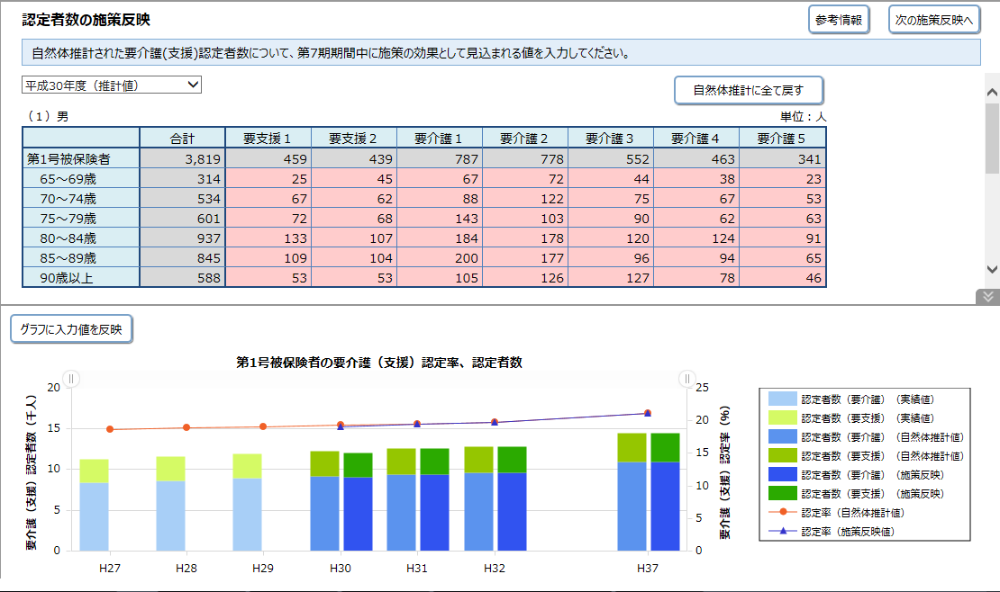 認定者数の施策反映
参考情報
次の施策反映へ
自然体推計された要介護(支援)認定者数について、第7期期間中に施策の効果として見込まれる値を入力してください。
平成30年度（推計値）
自然体推計に全て戻す
（1）男
単位：人
合計 要支援1 要支援2 要介護1 要介護2 要介護3 要介護4 要介護5
第1号被保険者 3,819 459 439 787 778 552 463 341
65～69歳 314 25 45 67 72 44 38 23
70～74歳 534 67 62 88 122 75 67 53
75～79歳 601 72 68 143 103 90 62 63
80～84歳 937 133 107 184 178 120 124 91
85～89歳 845 109 104 200 177 96 94 65
90歳以上 588 53 53 105 126 127 78 46
グラフに入力値を反映
第1号被保険者の要介護（支援）認定率、認定者数
要介護（支援）認定者数（千人）
20
15
10
5
0
H27 H28 H29 H30 H31 H32 H37
25
20
15
10
5
0
要介護（支援）認定率（%）
認定者数（要介護）（実績値）
認定者数（要支援）（実績値）
認定者数（要介護）（自然体推計値）
認定者数（要支援）（自然体推計値）
認定者数（要介護）（施策反映）
認定者数（要支援）（施策反映）
認定率（自然体推計値）
認定率（施策反映値）